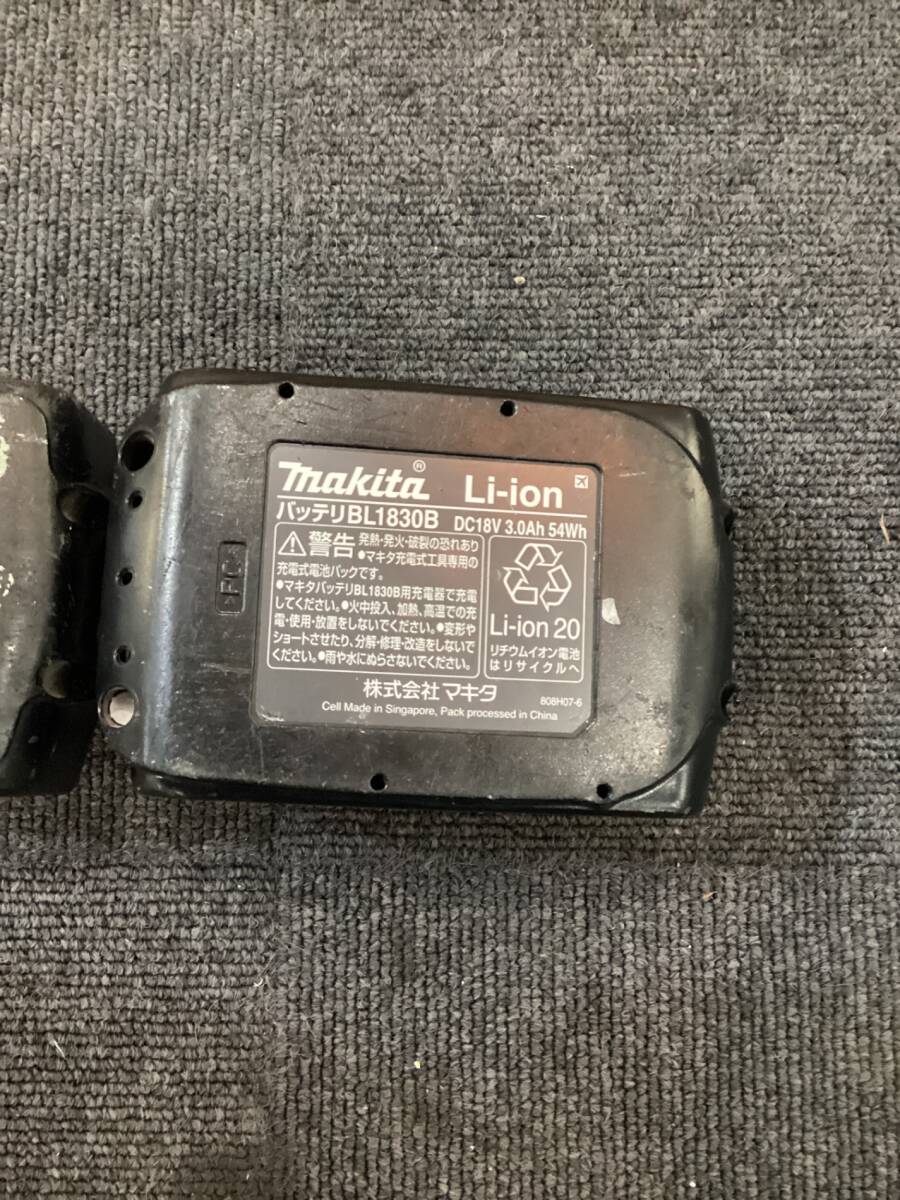 makita® Li-ion
バッテリBL1830B DC18V 3.0Ah 54Wh
警告 発熱・発火・破裂の恐れあり
●マキタ充電式工具専用の
充電式電池パックです。
●マキタバッテリBL1830B用充電器で充電
してください。●火中投入、加熱、高温での充
電・使用・放置をしないでください。●変形や
ショートさせたり、分解・修理・改造をしないで
ください。●雨や水にぬらさないでください。
Li-ion 20
リチウムイオン電池
はリサイクルへ
株式会社 マキタ
808H07-6
Cell Made in Singapore, Pack processed in China